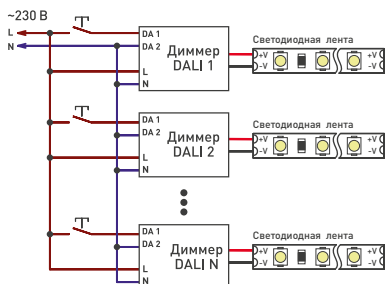 ~230 В
L
N
DA 1
DA 2
L
N
Диммер
DALI 1
Светодиодная лента
+V
-V
+V
-V
DA 1
DA 2
L
N
Диммер
DALI 2
Светодиодная лента
+V
-V
+V
-V
DA 1
DA 2
L
N
Диммер
DALI N
Светодиодная лента
+V
-V
+V
-V